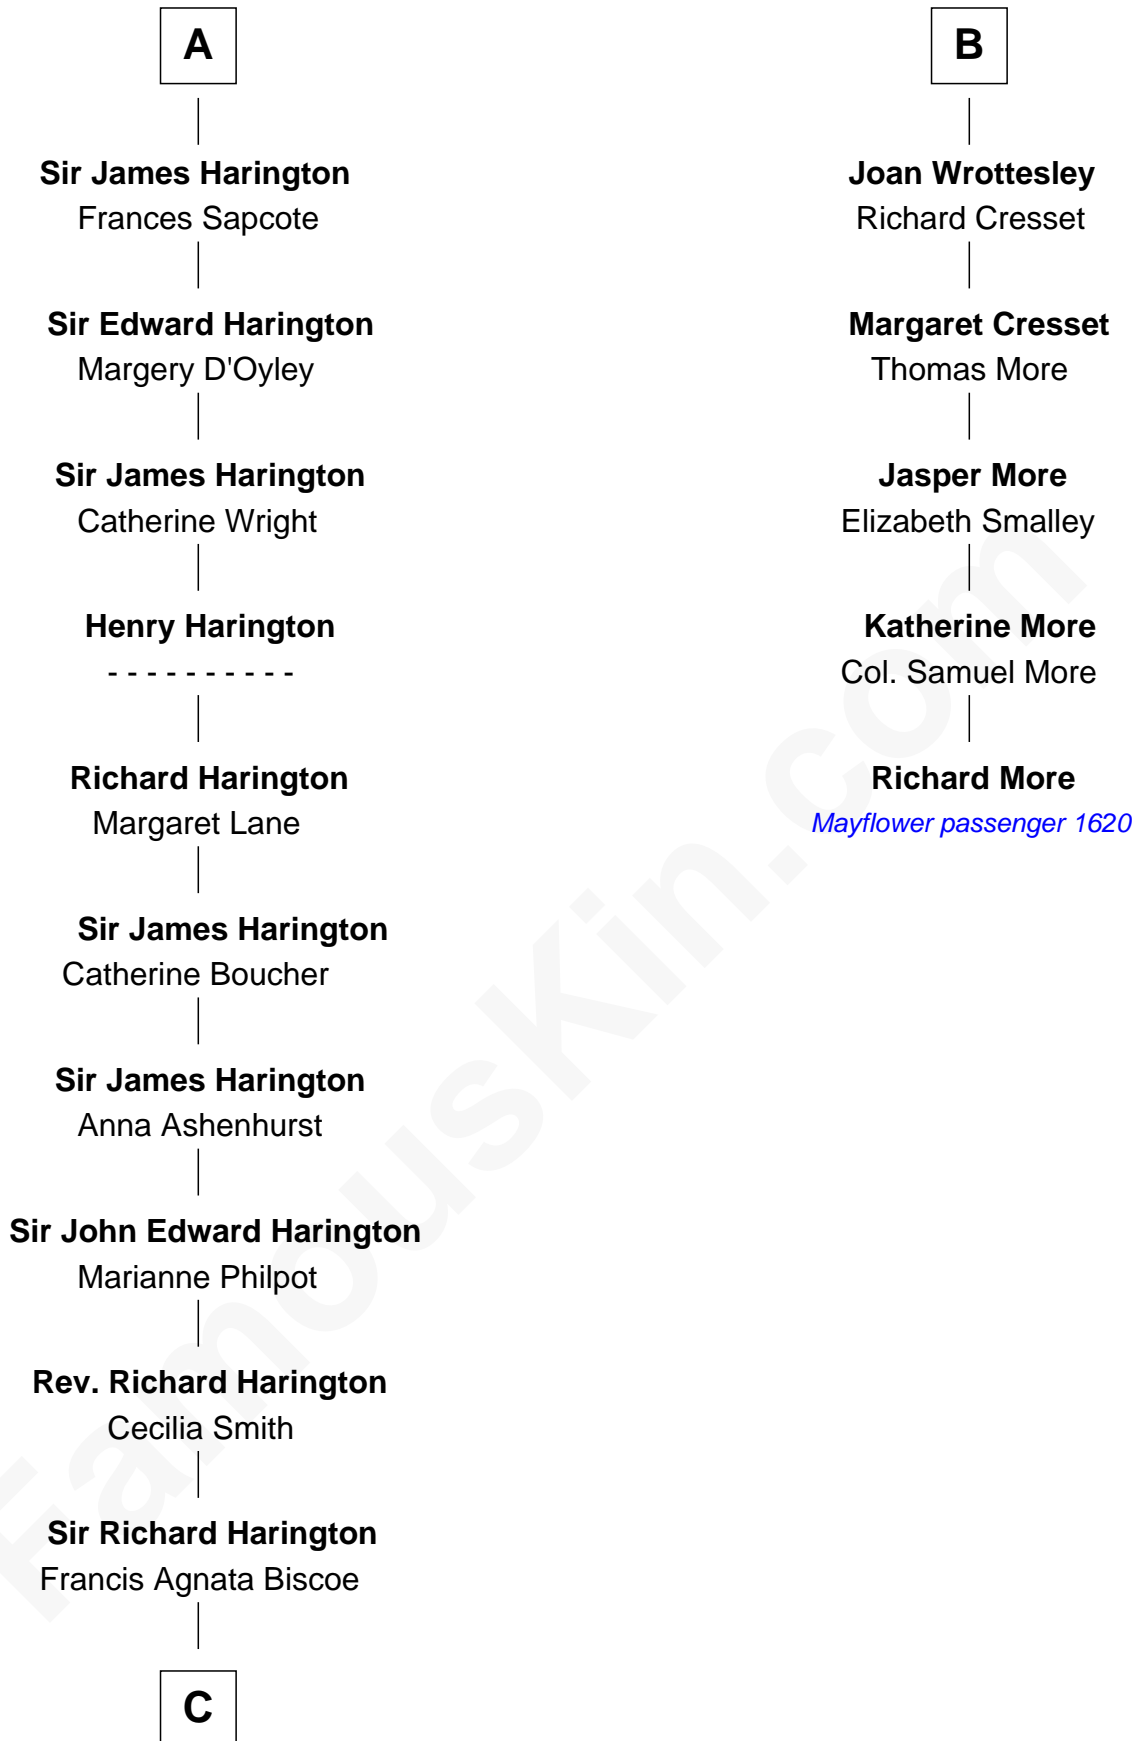 A
Sir James Harington
Frances Sapcote
Sir Edward Harington
Margery D'Oyley
Sir James Harington
Catherine Wright
Henry Harington
- - - - - - - - - -
Richard Harington
Margaret Lane
Sir James Harington
Catherine Boucher
Sir James Harington
Anna Ashenhurst
Sir John Edward Harington
Marianne Philpot
Rev. Richard Harington
Cecilia Smith
Sir Richard Harington
Francis Agnata Biscoe
C
B
Joan Wrottesley
Richard Cresset
Margaret Cresset
Thomas More
Jasper More
Elizabeth Smalley
Katherine More
Col. Samuel More
Richard More
Mayflower passenger 1620
FamousKin.com